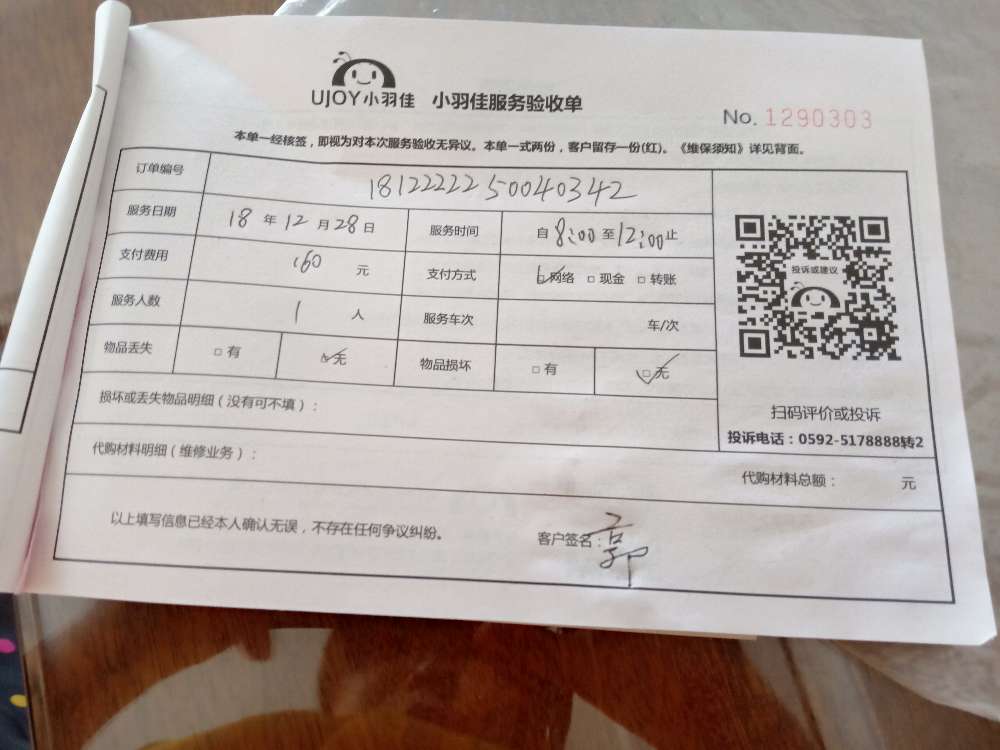 UJOY小羽佳 小羽佳服务验收单
No. 1290303
本单一经核签，即视为对本次服务验收无异议。本单一式两份，客户留存一份(红)。《维保须知》详见背面。
订单编号 1812222250040342
服务日期 18 年 12 月 28 日 服务时间 自 8:00 至 12:00 止
支付费用 160 元 支付方式 ☑网络 □现金 □转账
服务人数 1 人 服务车次 车/次
物品丢失 □有 ☑无 物品损坏 □有 ☑无
投诉或建议
扫码评价或投诉
投诉电话：0592-5178888转2
损坏或丢失物品明细（没有可不填）：
代购材料明细（维修业务）：
代购材料总额： 元
以上填写信息已经本人确认无误，不存在任何争议纠纷。
客户签名：郭